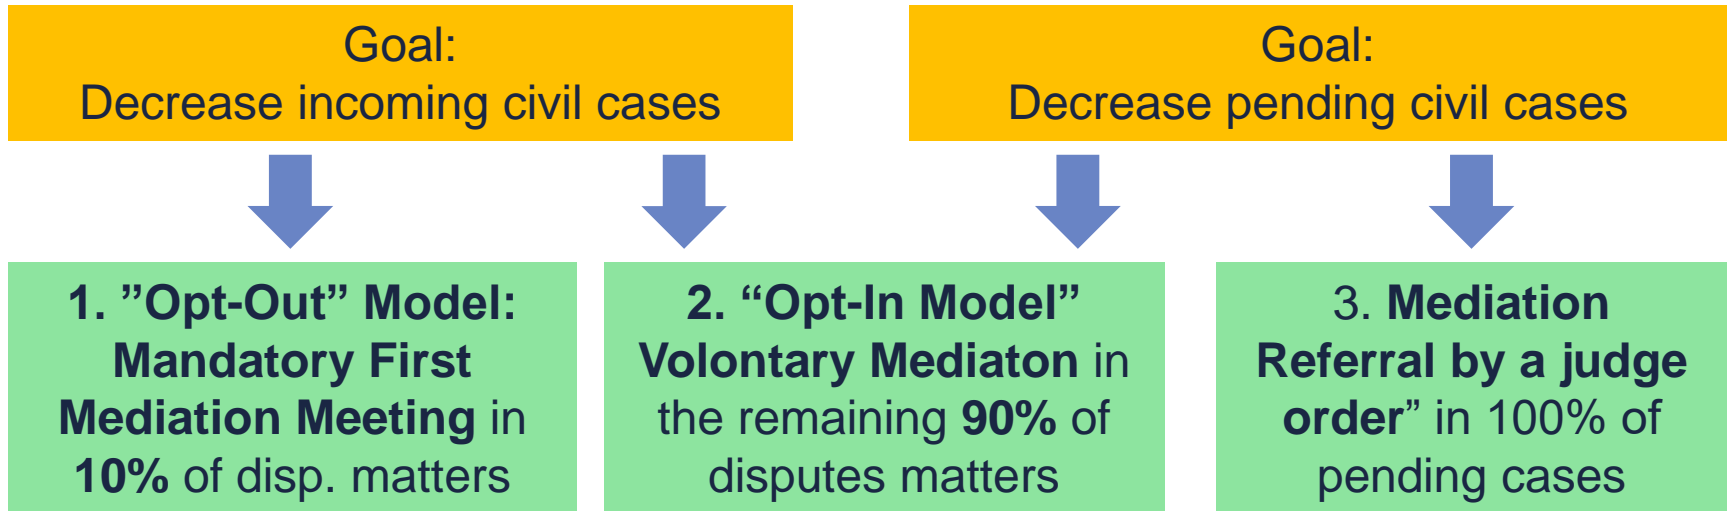 Goal:
Decrease incoming civil cases
Goal:
Decrease pending civil cases
1. ”Opt-Out” Model:
Mandatory First
Mediation Meeting in
10% of disp. matters
2. “Opt-In Model”
Volontary Mediaton in
the remaining 90% of
disputes matters
3. Mediation
Referral by a judge
order” in 100% of
pending cases